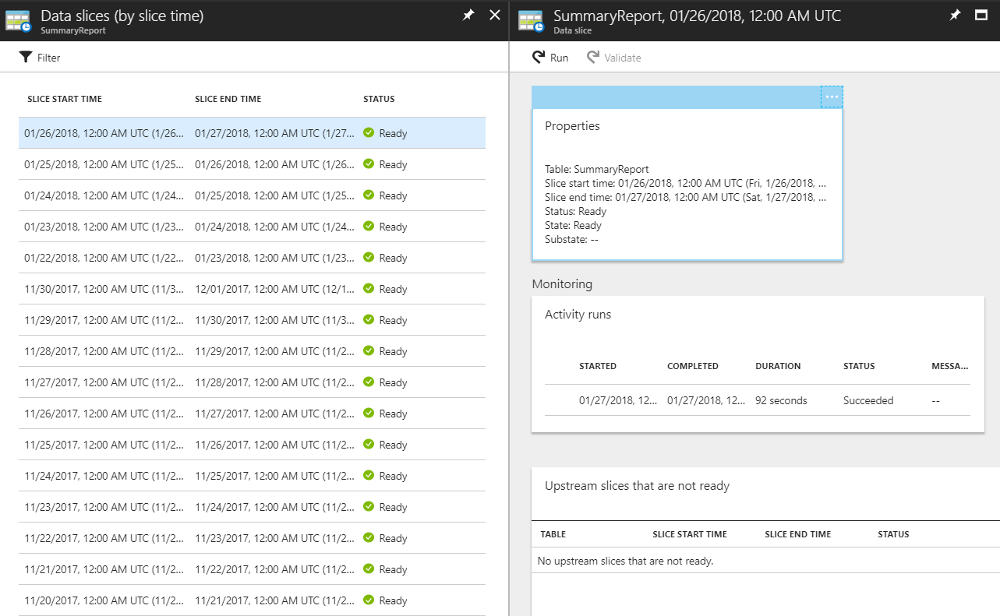 Data slices (by slice time)
SummaryReport
Filter
SLICE START TIME SLICE END TIME STATUS
01/26/2018, 12:00 AM UTC (1/26... 01/27/2018, 12:00 AM UTC (1/27... Ready
01/25/2018, 12:00 AM UTC (1/25... 01/26/2018, 12:00 AM UTC (1/26... Ready
01/24/2018, 12:00 AM UTC (1/24... 01/25/2018, 12:00 AM UTC (1/25... Ready
01/23/2018, 12:00 AM UTC (1/23... 01/24/2018, 12:00 AM UTC (1/24... Ready
01/22/2018, 12:00 AM UTC (1/22... 01/23/2018, 12:00 AM UTC (1/23... Ready
11/30/2017, 12:00 AM UTC (11/3... 12/01/2017, 12:00 AM UTC (12/1... Ready
11/29/2017, 12:00 AM UTC (11/2... 11/30/2017, 12:00 AM UTC (11/3... Ready
11/28/2017, 12:00 AM UTC (11/2... 11/29/2017, 12:00 AM UTC (11/2... Ready
11/27/2017, 12:00 AM UTC (11/2... 11/28/2017, 12:00 AM UTC (11/2... Ready
11/26/2017, 12:00 AM UTC (11/2... 11/27/2017, 12:00 AM UTC (11/2... Ready
11/25/2017, 12:00 AM UTC (11/2... 11/26/2017, 12:00 AM UTC (11/2... Ready
11/24/2017, 12:00 AM UTC (11/2... 11/25/2017, 12:00 AM UTC (11/2... Ready
11/23/2017, 12:00 AM UTC (11/2... 11/24/2017, 12:00 AM UTC (11/2... Ready
11/22/2017, 12:00 AM UTC (11/2... 11/23/2017, 12:00 AM UTC (11/2... Ready
11/21/2017, 12:00 AM UTC (11/2... 11/22/2017, 12:00 AM UTC (11/2... Ready
11/20/2017, 12:00 AM UTC (11/2... 11/21/2017, 12:00 AM UTC (11/2... Ready
SummaryReport, 01/26/2018, 12:00 AM UTC
Data slice
Run Validate
...
Properties
Table: SummaryReport
Slice start time: 01/26/2018, 12:00 AM UTC (Fri, 1/26/2018, ...
Slice end time: 01/27/2018, 12:00 AM UTC (Sat, 1/27/2018, ...
Status: Ready
State: Ready
Substate: --
Monitoring
Activity runs
STARTED COMPLETED DURATION STATUS MESSA...
01/27/2018, 12... 01/27/2018, 12... 92 seconds Succeeded --
Upstream slices that are not ready
TABLE SLICE START TIME SLICE END TIME STATUS
No upstream slices that are not ready.